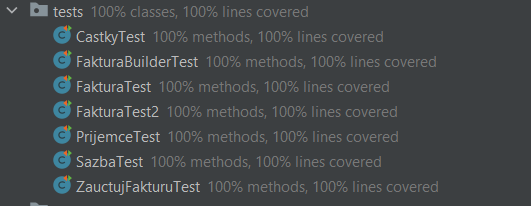 tests 100% classes, 100% lines covered
CastkyTest 100% methods, 100% lines covered
FakturaBuilderTest 100% methods, 100% lines covered
FakturaTest 100% methods, 100% lines covered
FakturaTest2 100% methods, 100% lines covered
PrijemceTest 100% methods, 100% lines covered
SazbaTest 100% methods, 100% lines covered
ZauctujFakturuTest 100% methods, 100% lines covered